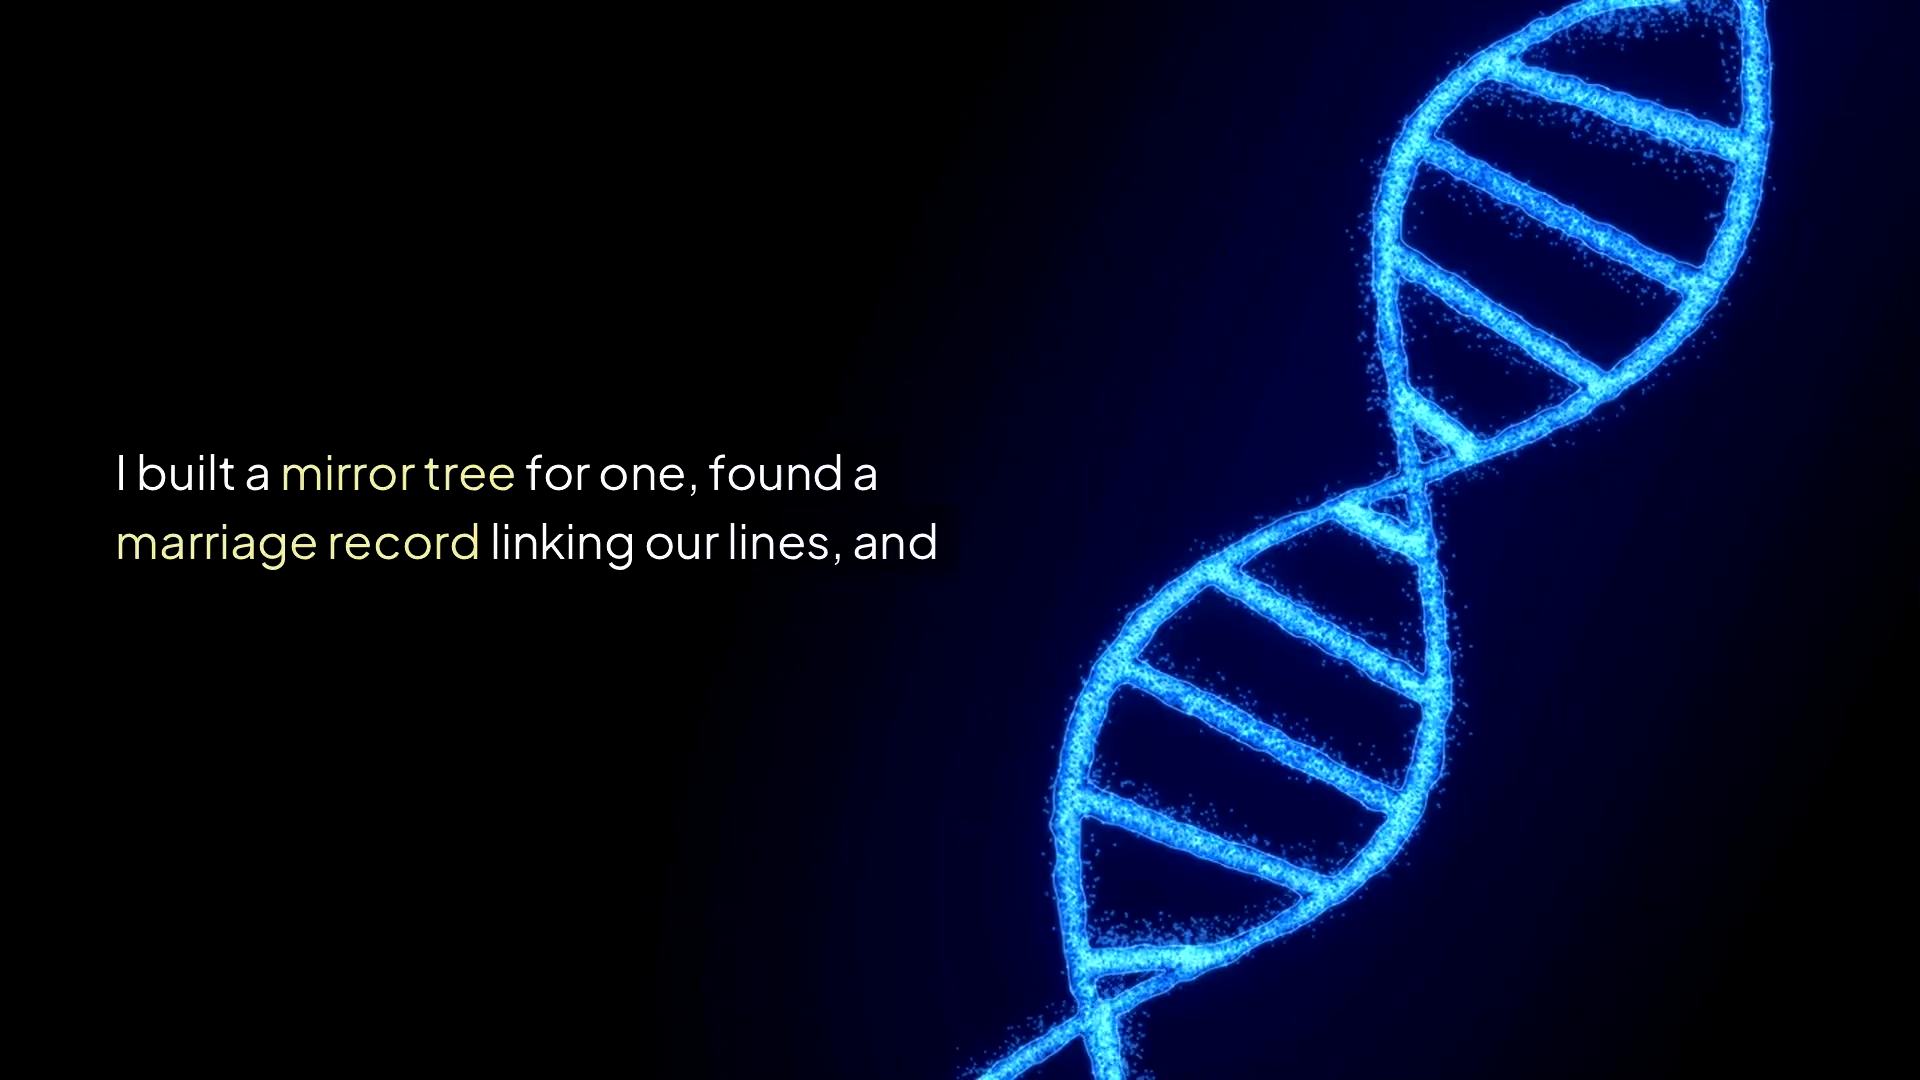 I built a mirror tree for one, found a
marriage record linking our lines, and